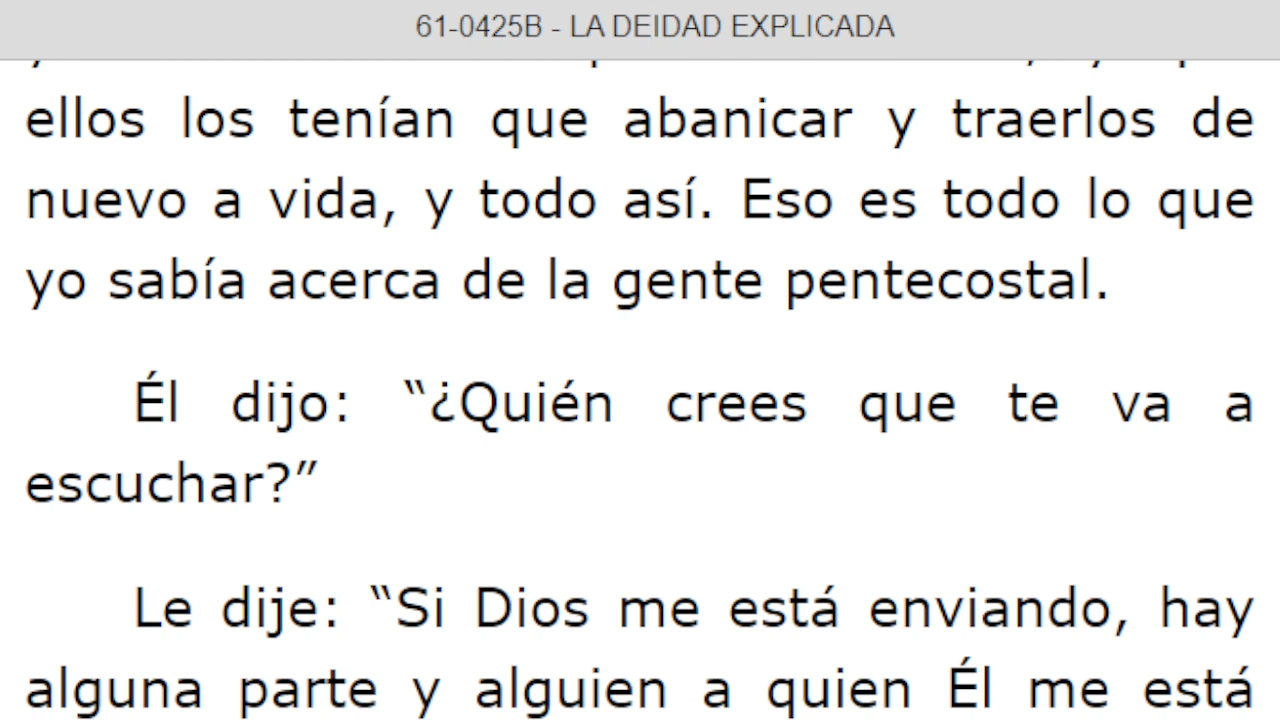 61-0425B - LA DEIDAD EXPLICADA
ellos los tenían que abanicar y traerlos de
nuevo a vida, y todo así. Eso es todo lo que
yo sabía acerca de la gente pentecostal.
Él dijo: “¿Quién crees que te va a
escuchar?”
Le dije: “Si Dios me está enviando, hay
alguna parte y alguien a quien Él me está